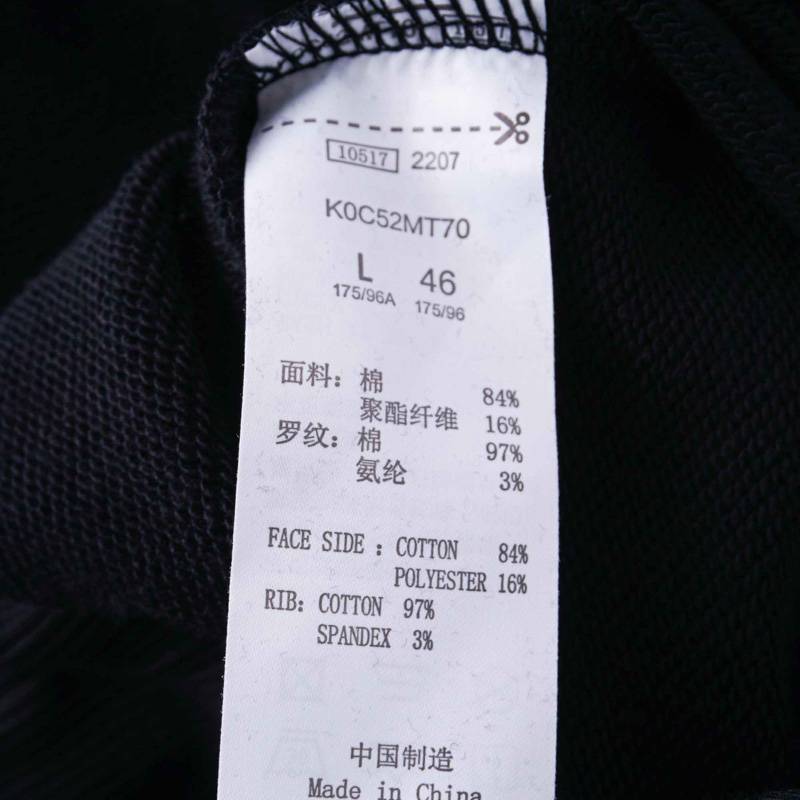 10517 2207
K0C52MT70
L 46
175/96A 175/96
面料：棉 84%
聚酯纤维 16%
罗纹：棉 97%
氨纶 3%
FACE SIDE : COTTON 84%
POLYESTER 16%
RIB: COTTON 97%
SPANDEX 3%
中国制造
Made in China